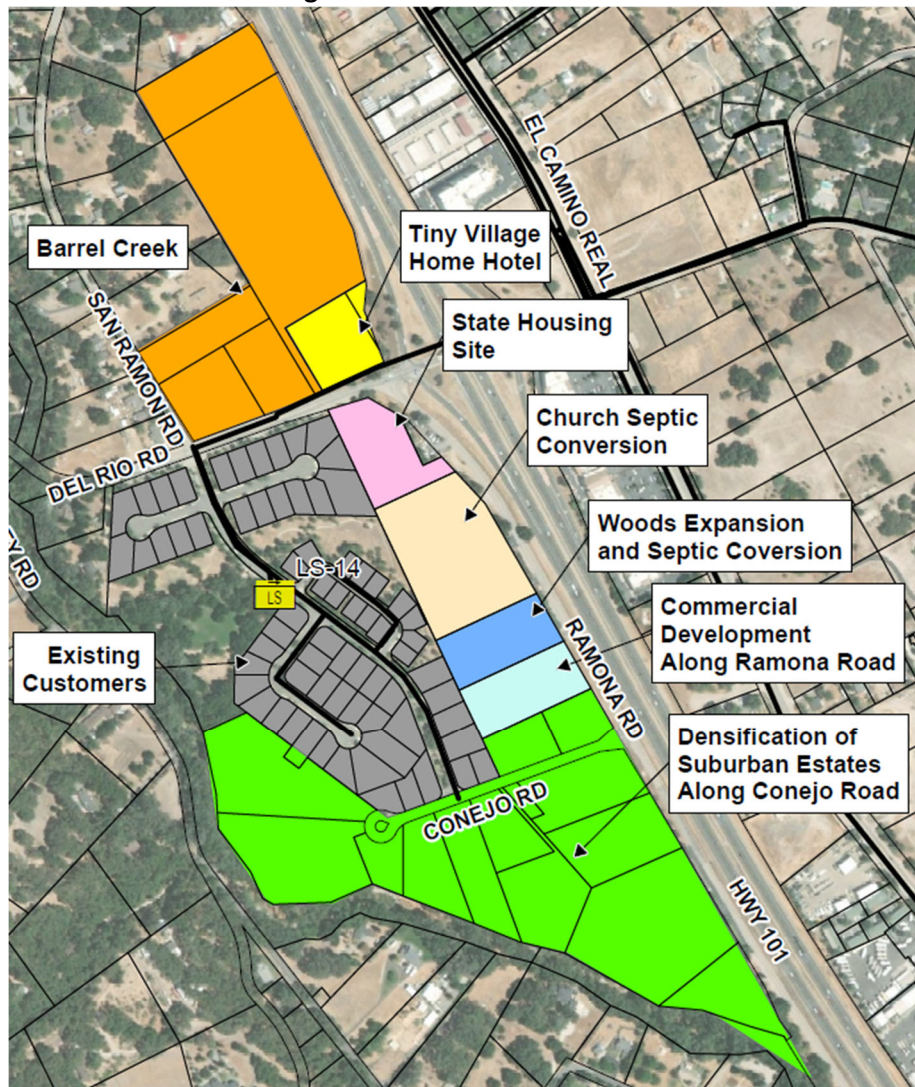 EL CAMINO REAL
Tiny Village
Home Hotel
Barrel Creek
State Housing
Site
SAN RAMON RD
Church Septic
Conversion
DEL RIO RD
Woods Expansion
and Septic Coversion
EY RD
LS-14
LS
Commercial
Development
Along Ramona Road
RAMONA RD
Existing
Customers
Densification of
Suburban Estates
Along Conejo Road
CONEJO RD
HWY 101